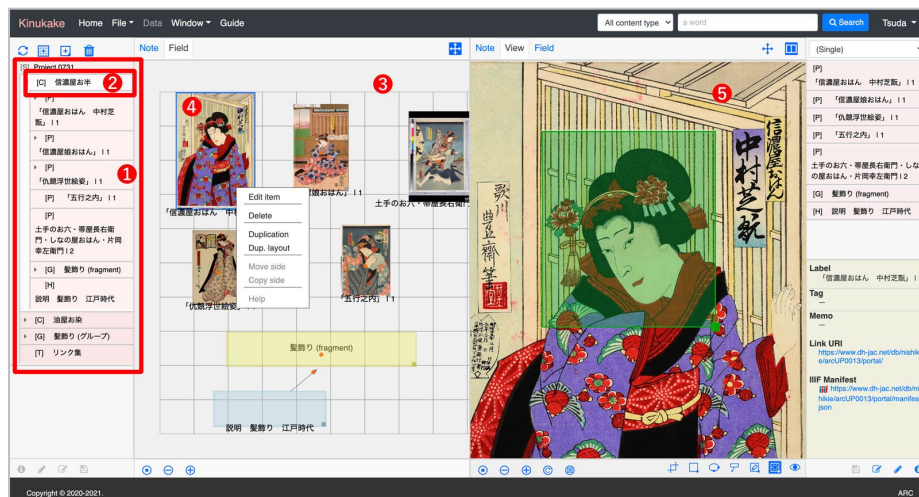 Kinukake Home File Data Window Guide All content type a word Search Tsuda
Note Field
[S] Project 0731
[C] 信濃屋お半
2
[P]
「信濃屋おはん 中村芝
翫」 | 1
[P]
「信濃屋娘おはん」 | 1
[P]
「仇競浮世絵姿」 | 1
1
[P] 「五行之内」 | 1
[P]
土手のお六・帯屋長右衛
門・しなの屋おはん・片岡
幸左衛門 | 2
[G] 髪飾り (fragment)
[H]
説明 髪飾り 江戸時代
[C] 油屋お染
[G] 髪飾り (グループ)
[T] リンク集
3
4
「信濃屋おはん 中村
娘おはん」 | 1
土手のお六・帯屋長右衛門
「仇競浮世絵姿
「五行之内」 | 1
Edit item
Delete
Duplication
Dup. layout
Move side
Copy side
Help
髪飾り (fragment)
説明 髪飾り 江戸時代
Note View Field
5
信濃屋おはん
中村芝翫
歌川
豊斎筆
(Single)
[P]
「信濃屋おはん 中村芝翫」 | 1
[P] 「信濃屋娘おはん」 | 1
[P] 「仇競浮世絵姿」 | 1
[P] 「五行之内」 | 1
[P]
土手のお六・帯屋長右衛門・しな
の屋おはん・片岡幸左衛門 | 2
[G] 髪飾り (fragment)
[H] 説明 髪飾り 江戸時代
Label
「信濃屋おはん 中村芝翫」 |
Tag
—
Memo
—
Link URI
https://www.dh-jac.net/db/nishik
e/arcUP0013/portal/
IIIF Manifest
https://www.dh-jac.net/db/ni
hikie/arcUP0013/portal/manifes
json
Copyright © 2020-2021.
ARC